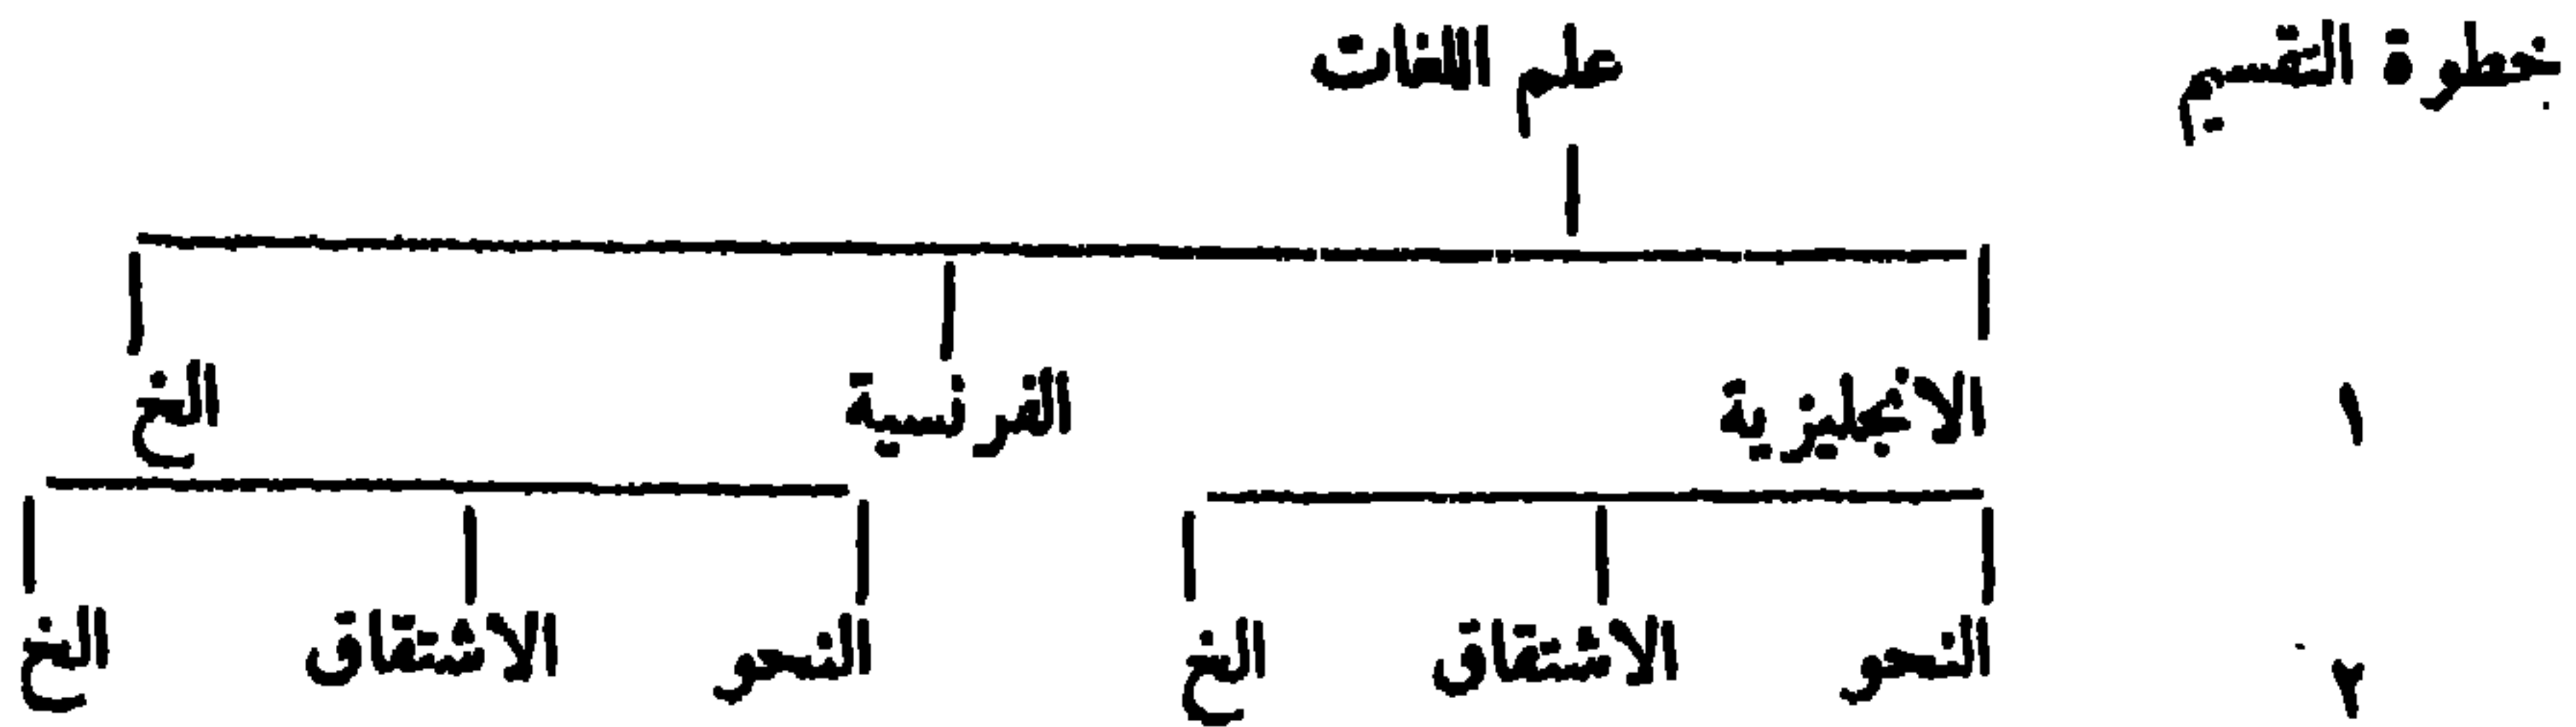 خطوة التقسيم علم اللغات
١ الانجليزية الفرنسية الخ
٢ النحو الاشتقاق الخ النحو الاشتقاق الخ